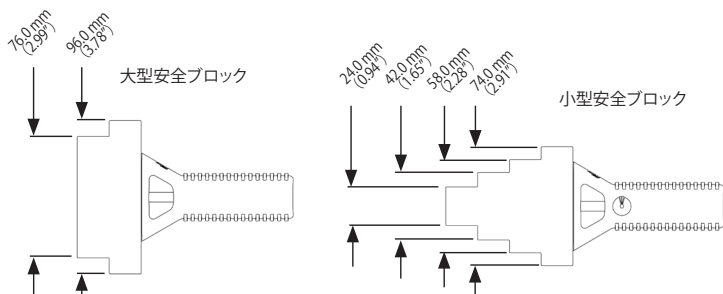 76.0 mm
(2.99″)
96.0 mm
(3.78″)
大型安全ブロック
24.0 mm
(0.94″)
42.0 mm
(1.65″)
58.0 mm
(2.28″)
74.0 mm
(2.91″)
小型安全ブロック